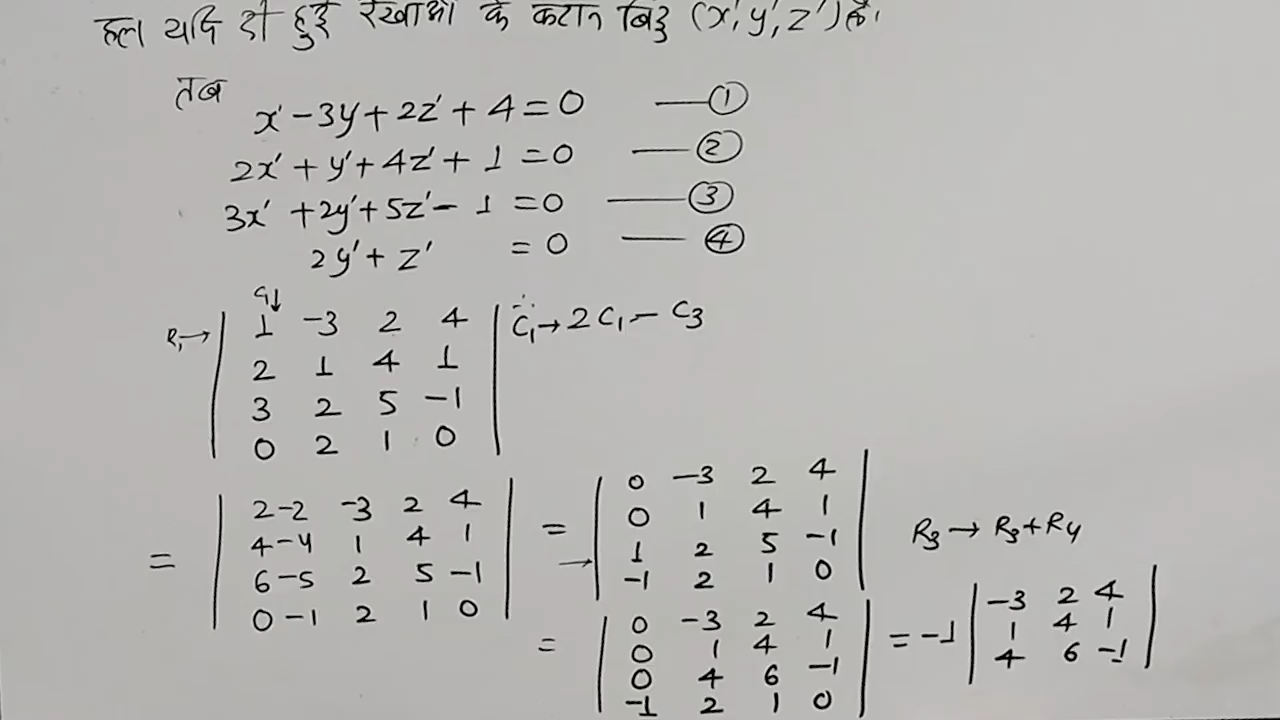 हल यदि दी हुई रेखाओं के कटान बिंदु (x', y', z') है।
तब
x' - 3y + 2z' + 4 = 0 — ①
2x' + y' + 4z' + 1 = 0 — ②
3x' + 2y' + 5z' - 1 = 0 — ③
2y' + z' = 0 — ④
C₁↓
R₁→ | 1 -3 2 4 | ∴ C₁→2C₁ - C₃
| 2 1 4 1 |
| 3 2 5 -1 |
| 0 2 1 0 |
= | 2-2 -3 2 4 |
| 4-4 1 4 1 |
| 6-5 2 5 -1 |
| 0-1 2 1 0 |
= | 0 -3 2 4 |
| 0 1 4 1 |
→ | 1 2 5 -1 | R₃ → R₃ + R₄
| -1 2 1 0 |
= | 0 -3 2 4 |
| 0 1 4 1 |
| 0 4 6 -1 |
| -1 2 1 0 |
= -1 | -3 2 4 |
| 1 4 1 |
| 4 6 -1 |